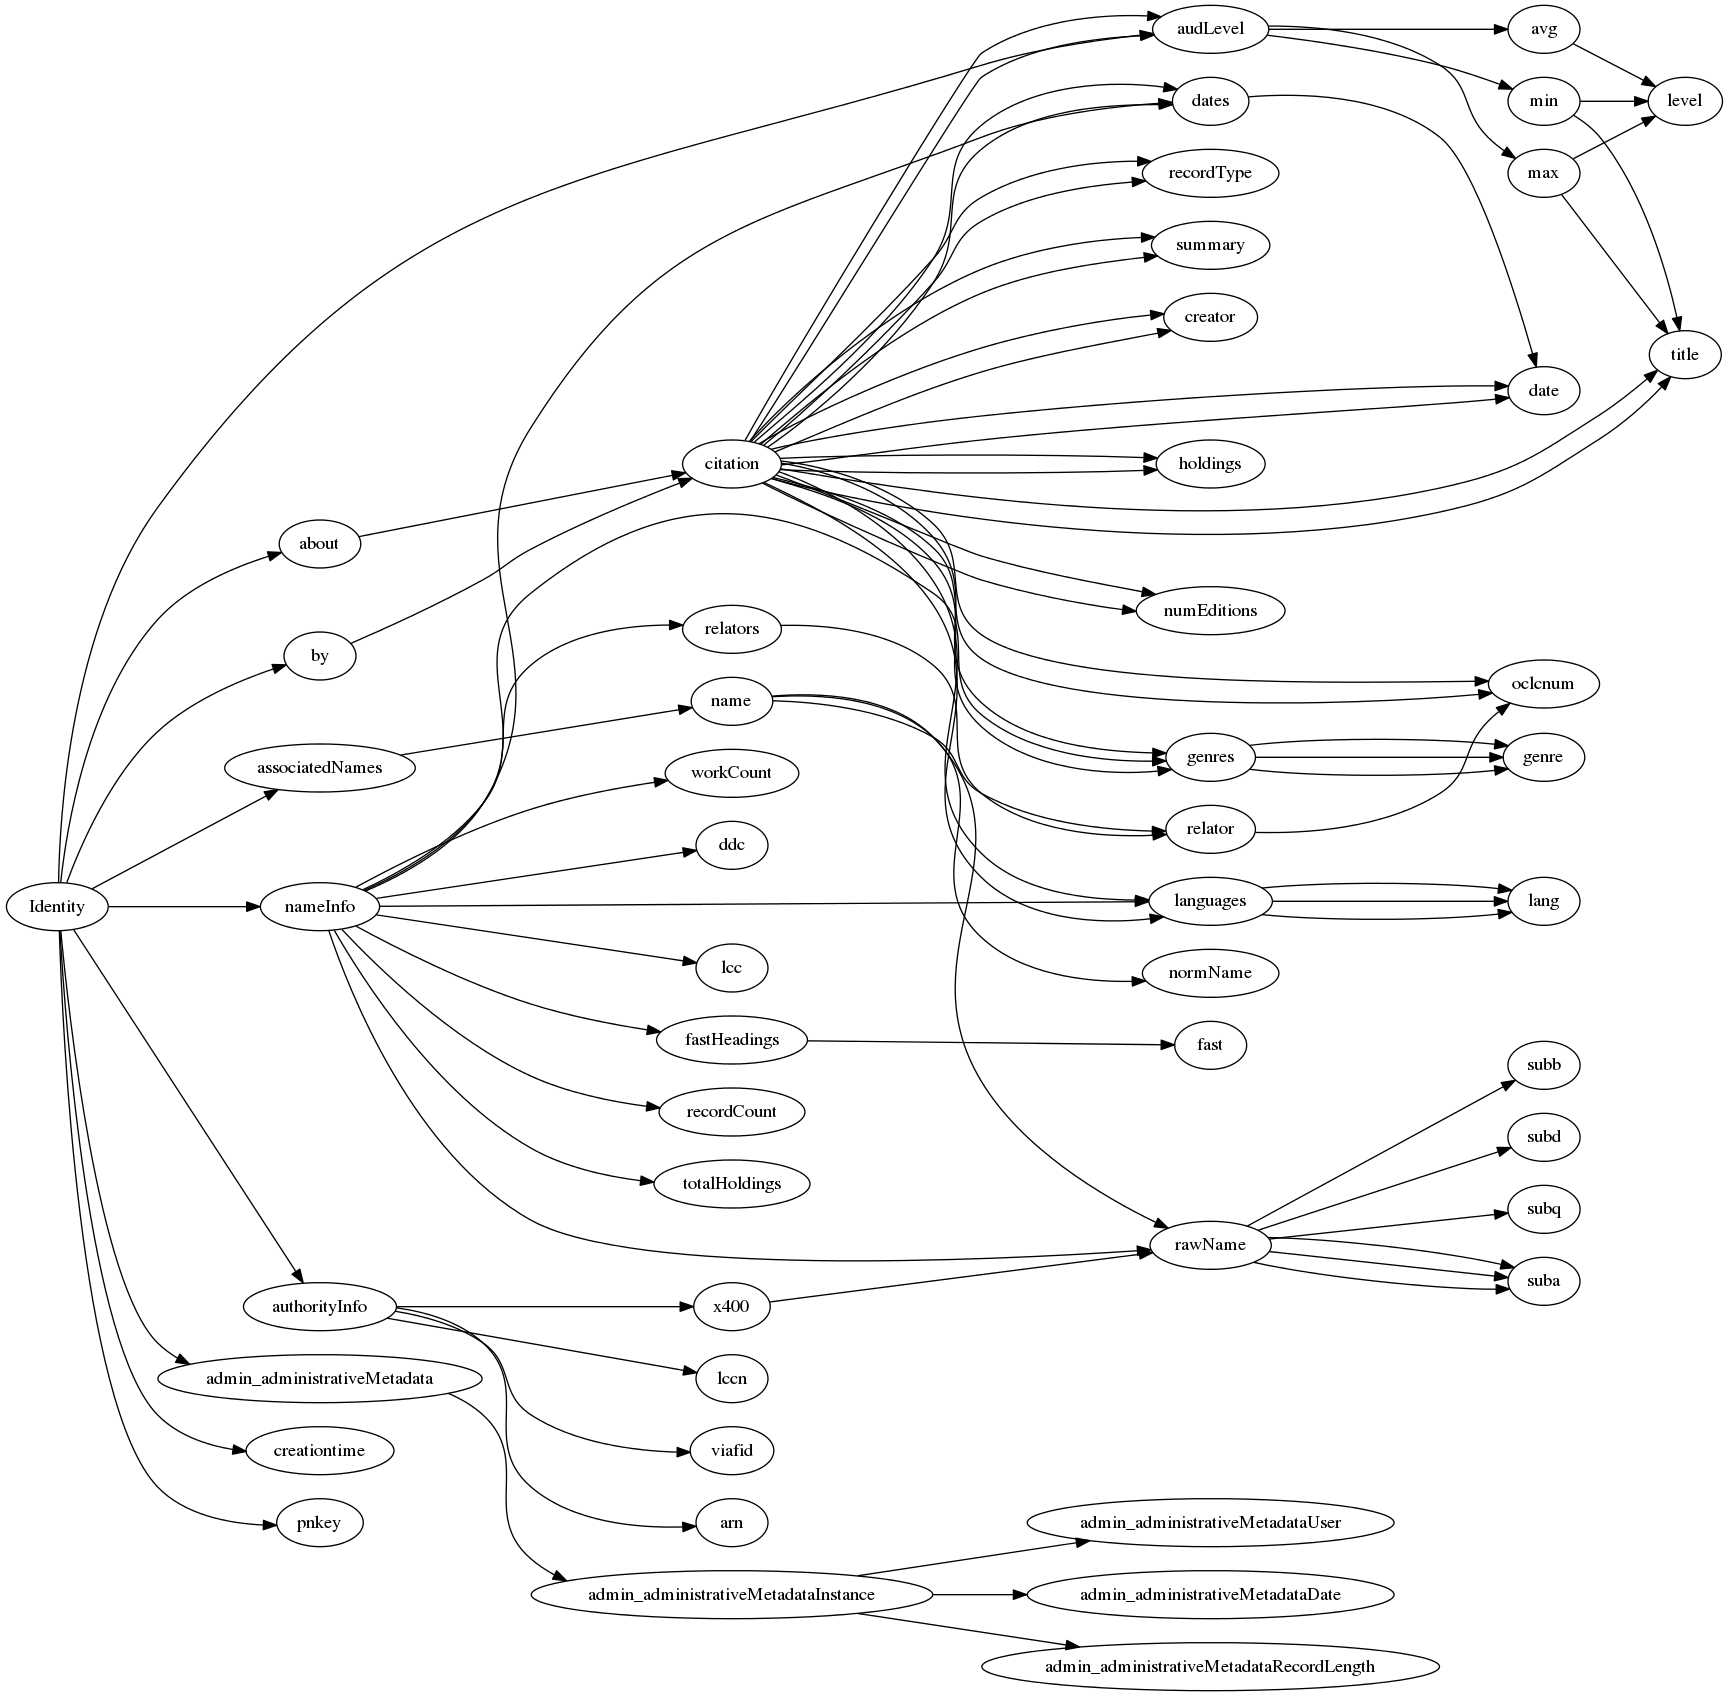 audLevel
avg
dates
min
level
recordType
max
summary
creator
title
date
citation
holdings
about
numEditions
relators
by
oclcnum
name
genres
genre
associatedNames
workCount
relator
ddc
Identity
nameInfo
languages
lang
lcc
normName
fastHeadings
fast
subb
recordCount
subd
totalHoldings
subq
rawName
suba
authorityInfo
x400
admin_administrativeMetadata
lccn
creationtime
viafid
pnkey
arn
admin_administrativeMetadataUser
admin_administrativeMetadataInstance
admin_administrativeMetadataDate
admin_administrativeMetadataRecordLength